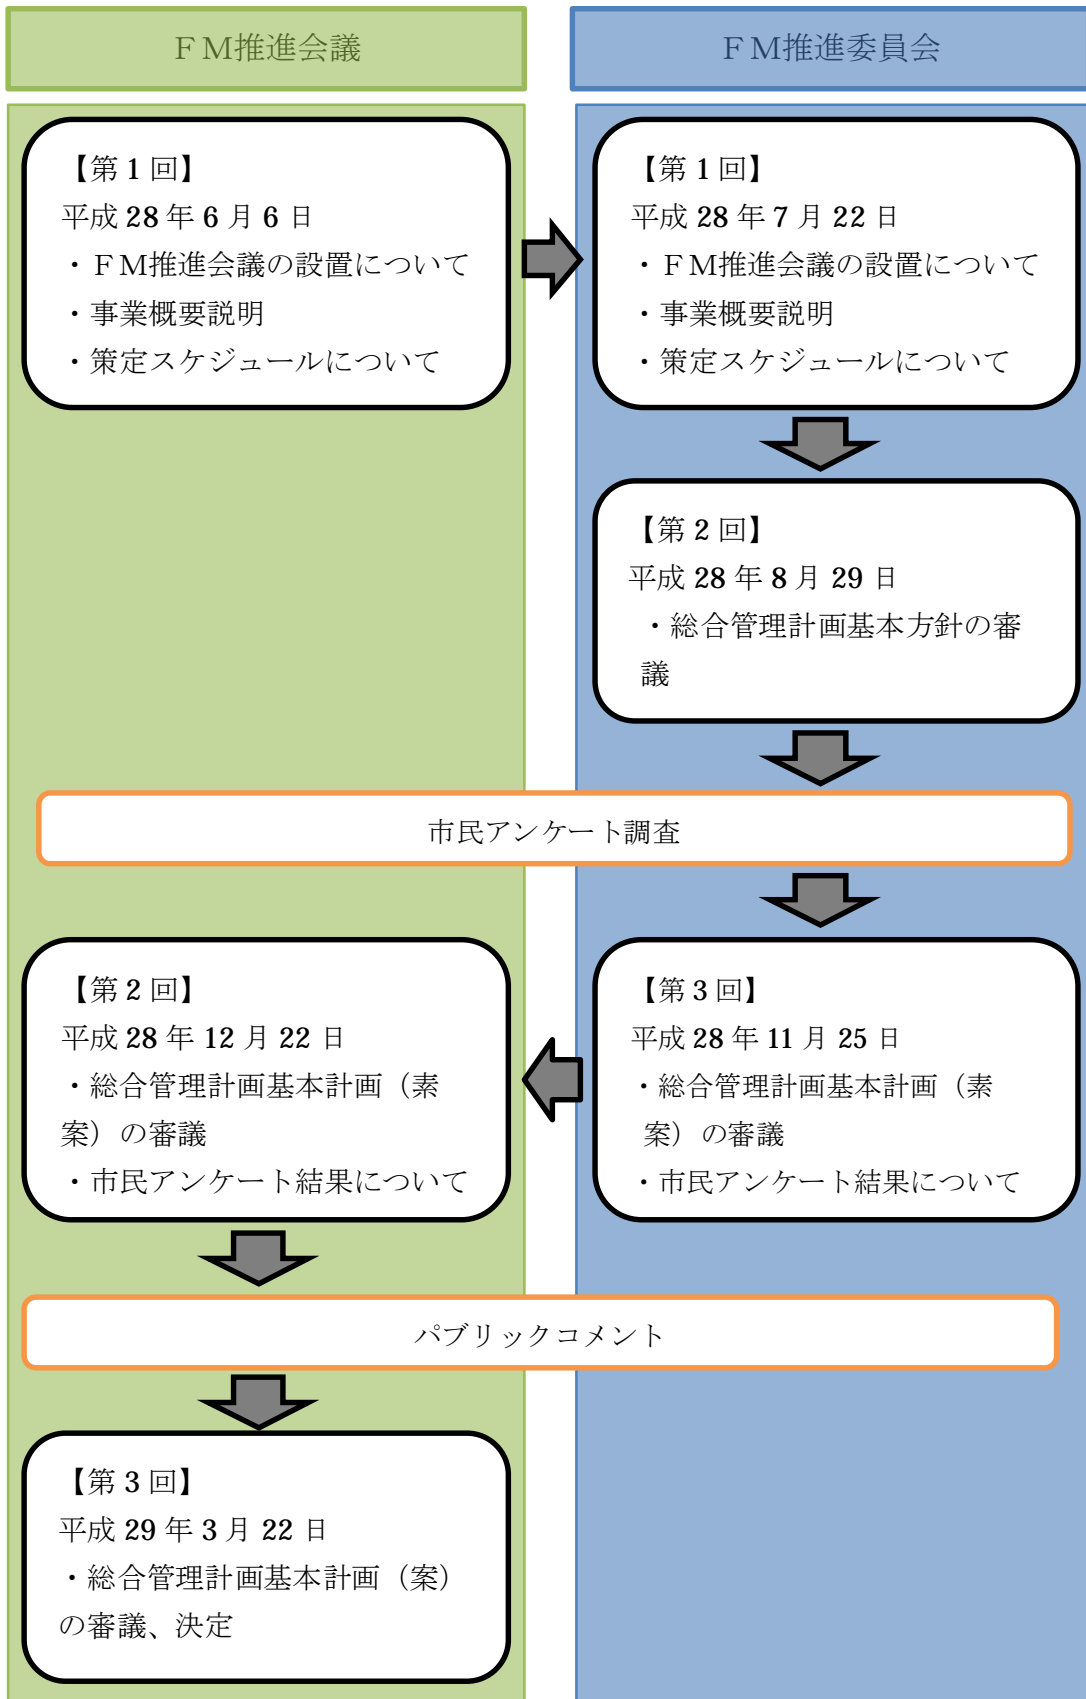 ＦＭ推進会議
ＦＭ推進委員会
【第１回】
平成 28 年 6 月 6 日
・ＦＭ推進会議の設置について
・事業概要説明
・策定スケジュールについて
【第１回】
平成 28 年 7 月 22 日
・ＦＭ推進会議の設置について
・事業概要説明
・策定スケジュールについて
【第 2 回】
平成 28 年 8 月 29 日
・総合管理計画基本方針の審
議
市民アンケート調査
【第 2 回】
平成 28 年 12 月 22 日
・総合管理計画基本計画（素
案）の審議
・市民アンケート結果について
【第 3 回】
平成 28 年 11 月 25 日
・総合管理計画基本計画（素
案）の審議
・市民アンケート結果について
パブリックコメント
【第 3 回】
平成 29 年 3 月 22 日
・総合管理計画基本計画（案）
の審議、決定